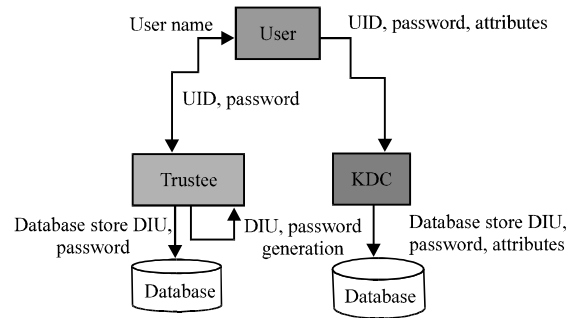 User name
User
UID, password, attributes
UID, password
Trustee
KDC
Database store DIU,
password
DIU, password
generation
Database store DIU,
password, attributes
Database
Database